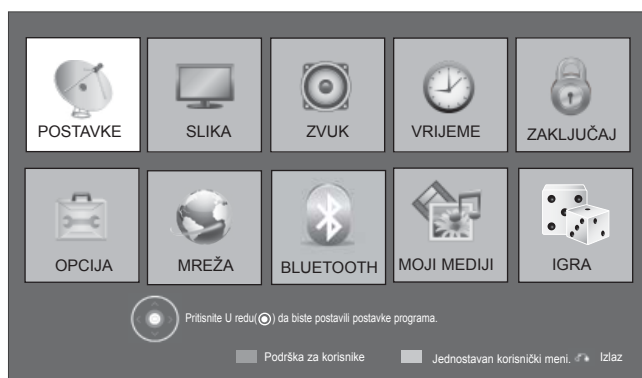 POSTAVKE SLIKA ZVUK VRIJEME ZAKLJUČAJ
OPCIJA MREŽA BLUETOOTH MOJI MEDIJI IGRA
Pritisnite U redu(◉) da biste postavili postavke programa.
Podrška za korisnike Jednostavan korisnički meni. Izlaz